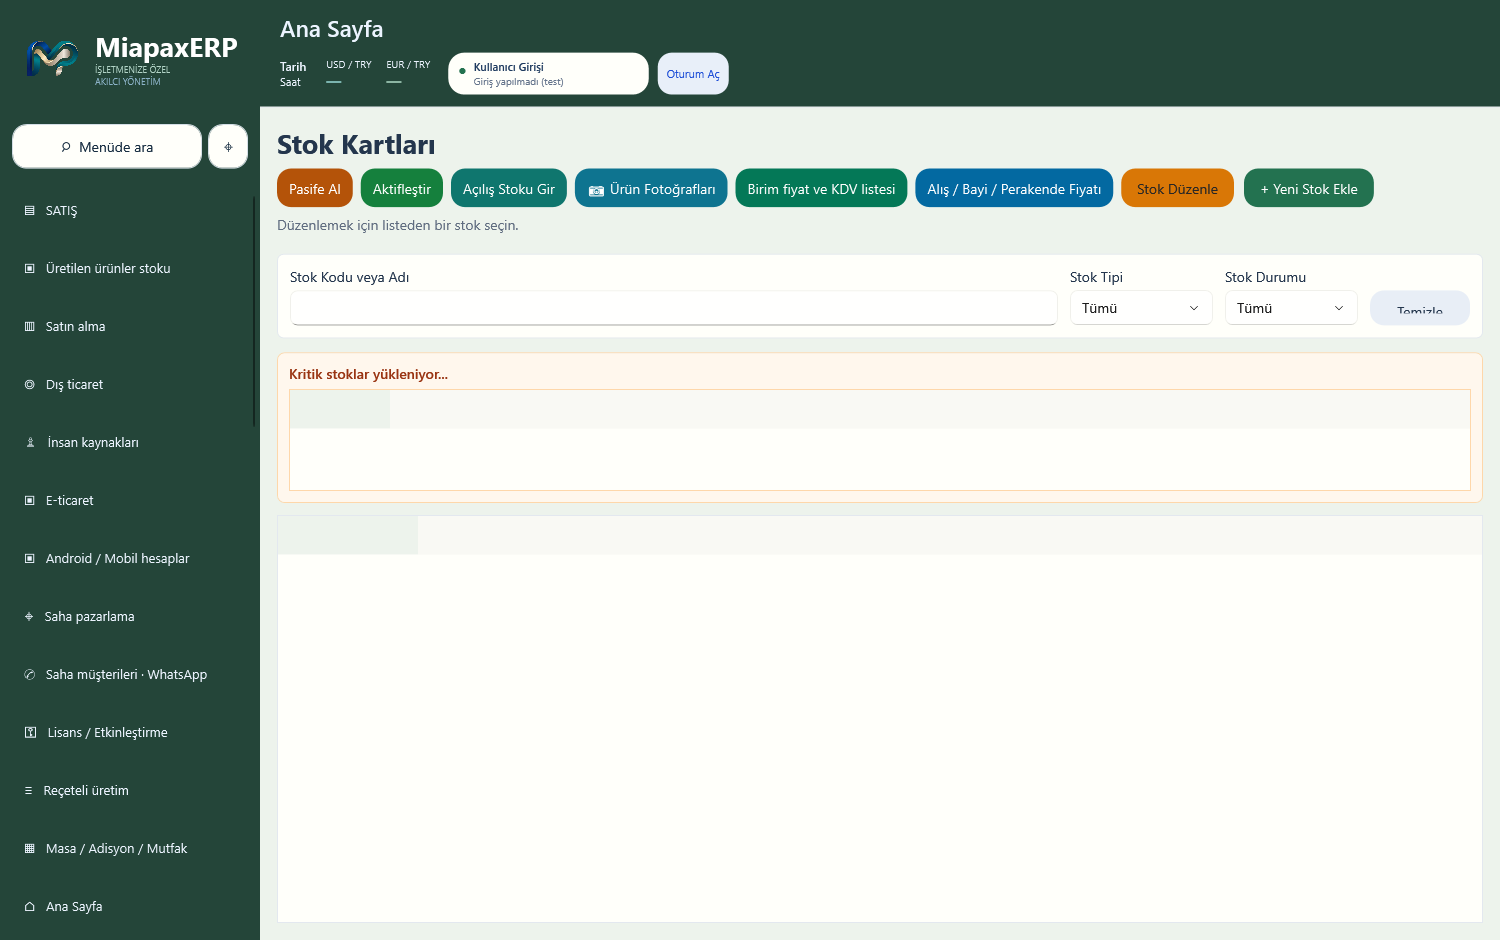 MiapaxERP
İŞLETMENİZE ÖZEL
AKILCI YÖNETİM
Menüde ara
SATIŞ
Üretilen ürünler stoku
Satın alma
Dış ticaret
İnsan kaynakları
E-ticaret
Android / Mobil hesaplar
Saha pazarlama
Saha müşterileri · WhatsApp
Lisans / Etkinleştirme
Reçeteli üretim
Masa / Adisyon / Mutfak
Ana Sayfa
Ana Sayfa
Tarih
Saat
USD / TRY
—
EUR / TRY
—
Kullanıcı Girişi
Giriş yapılmadı (test)
Oturum Aç
Stok Kartları
Pasife Al
Aktifleştir
Açılış Stoku Gir
Ürün Fotoğrafları
Birim fiyat ve KDV listesi
Alış / Bayi / Perakende Fiyatı
Stok Düzenle
+ Yeni Stok Ekle
Düzenlemek için listeden bir stok seçin.
Stok Kodu veya Adı
Stok Tipi
Tümü
Stok Durumu
Tümü
Temizle
Kritik stoklar yükleniyor...